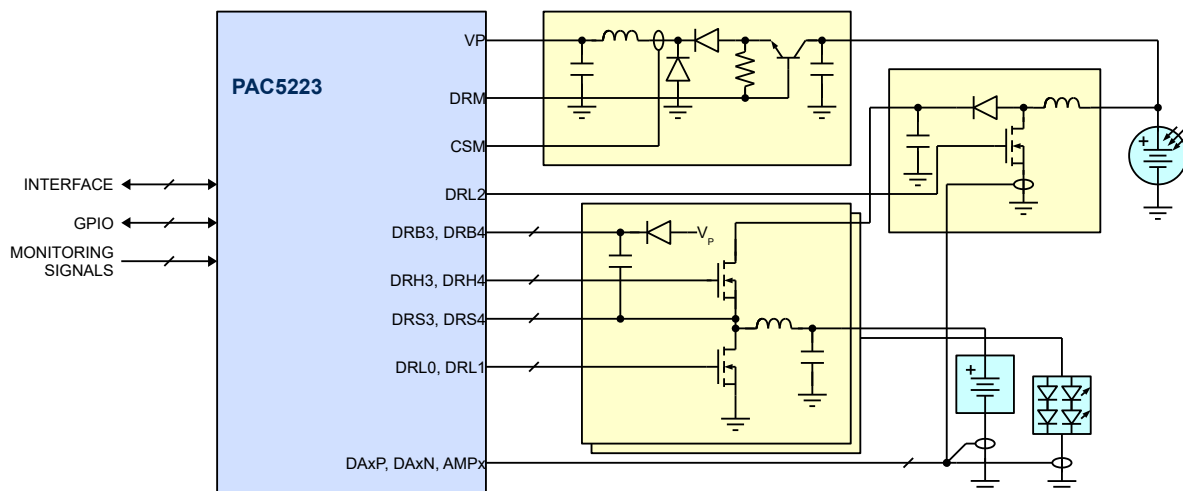 VP
PAC5223
DRM
CSM
INTERFACE
DRL2
GPIO
DRB3, DRB4
VP
MONITORING
SIGNALS
DRH3, DRH4
DRS3, DRS4
DRL0, DRL1
DAxP, DAxN, AMPx